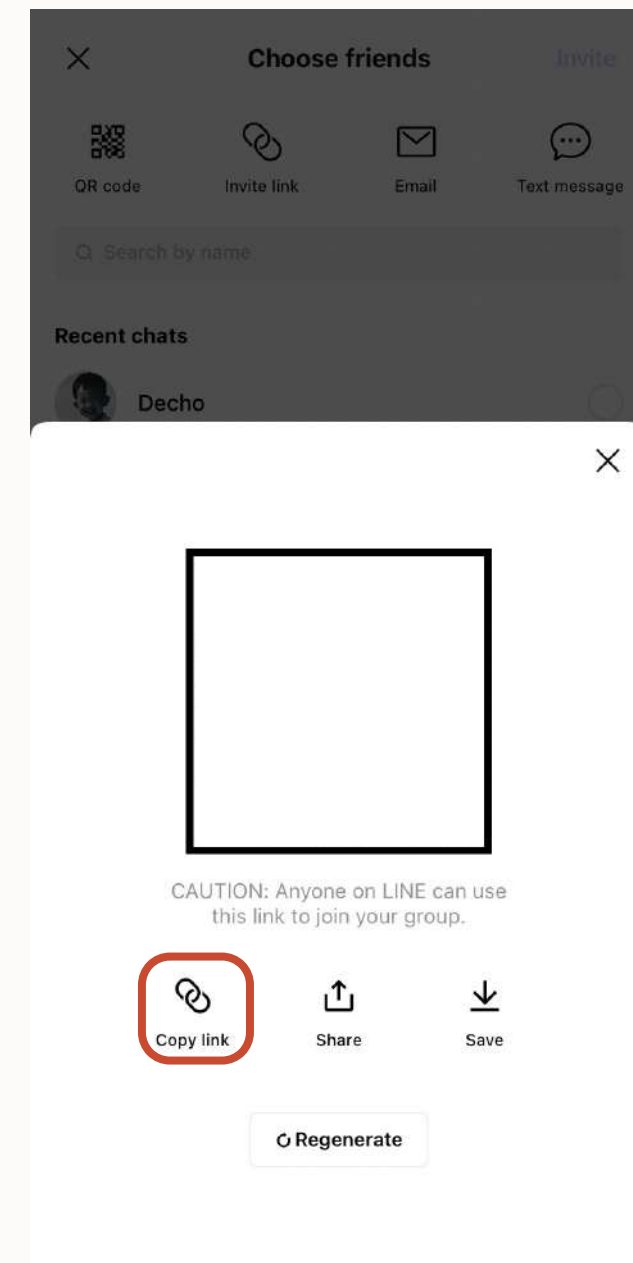 Choose friends
Invite
QR code
Invite link
Email
Text message
Search by name
Recent chats
Decho
CAUTION: Anyone on LINE can use
this link to join your group.
Copy link
Share
Save
Regenerate